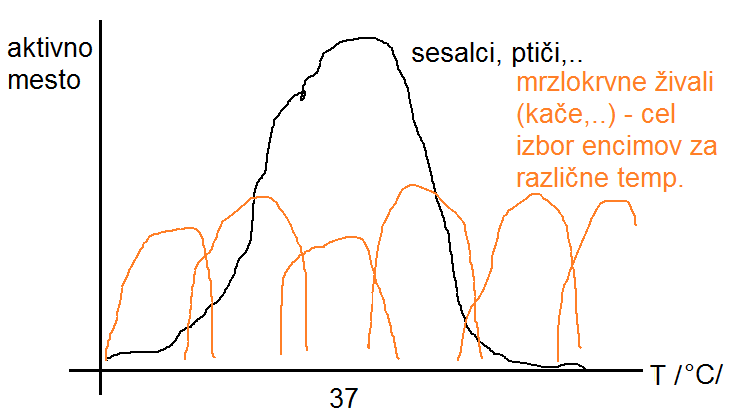 aktivno
mesto
sesalci, ptiči,..
mrzlokrvne živali
(kače,..) - cel
izbor encimov za
različne temp.
37
T /°C/